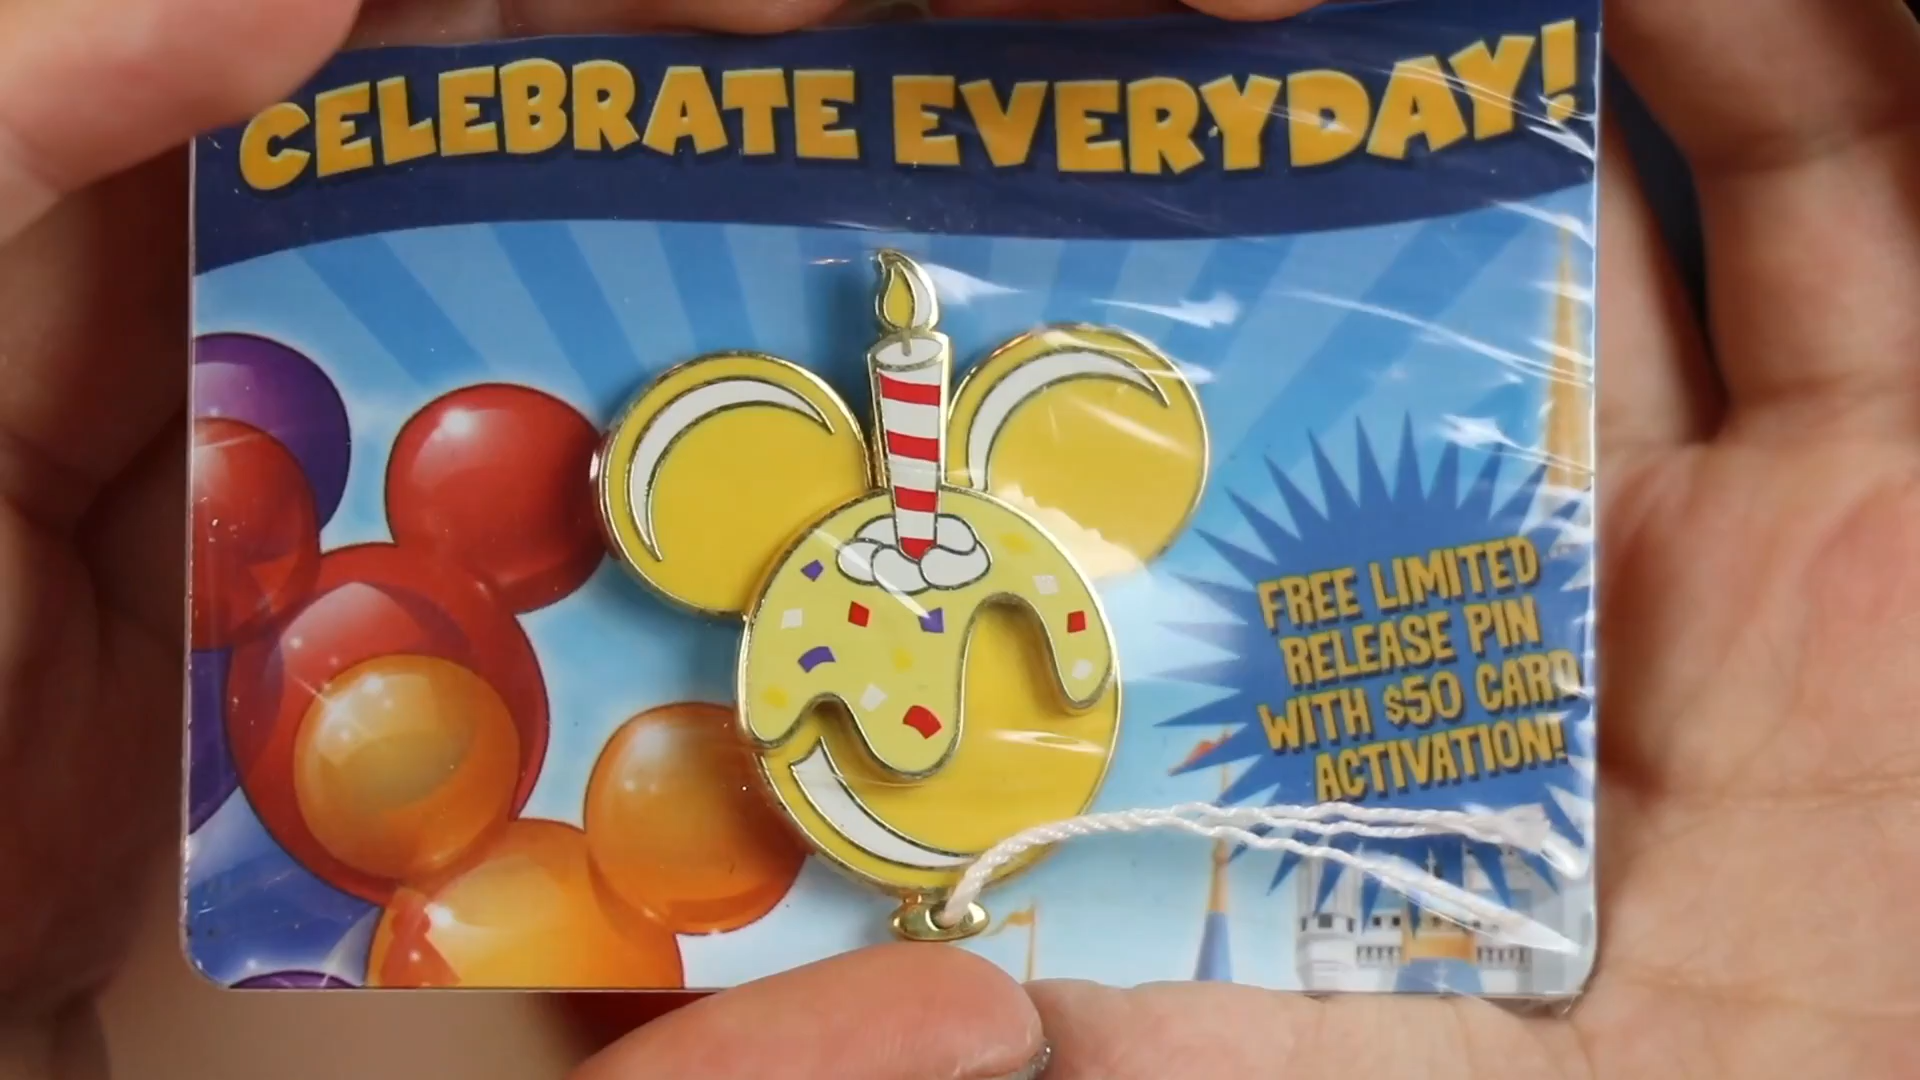 CELEBRATE EVERYDAY!
FREE LIMITED
RELEASE PIN
WITH $50 CARD
ACTIVATION!